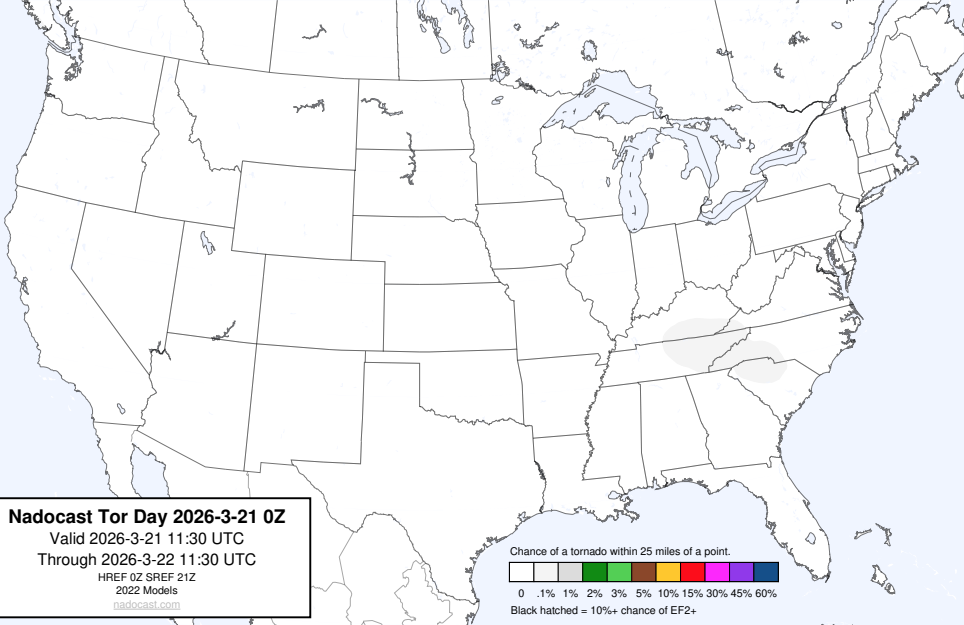 Nadocast Tor Day 2026-3-21 0Z
Valid 2026-3-21 11:30 UTC
Through 2026-3-22 11:30 UTC
HREF 0Z SREF 21Z
2022 Models
nadocast.com
Chance of a tornado within 25 miles of a point.
0 .1% 1% 2% 3% 5% 10% 15% 30% 45% 60%
Black hatched = 10%+ chance of EF2+